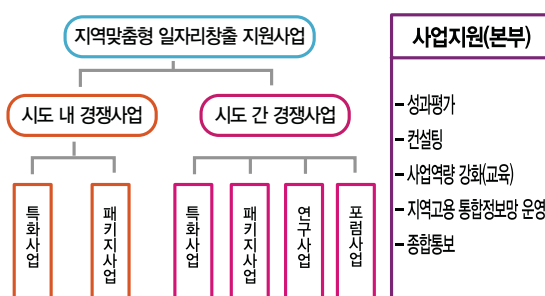 지역맞춤형 일자리창출 지원사업
시도 내 경쟁사업
시도 간 경쟁사업
특화사업
패키지사업
특화사업
패키지사업
연구사업
포럼사업
사업지원(본부)
– 성과평가
– 컨설팅
– 사업역량 강화(교육)
– 지역고용 통합정보망 운영
– 종합통보